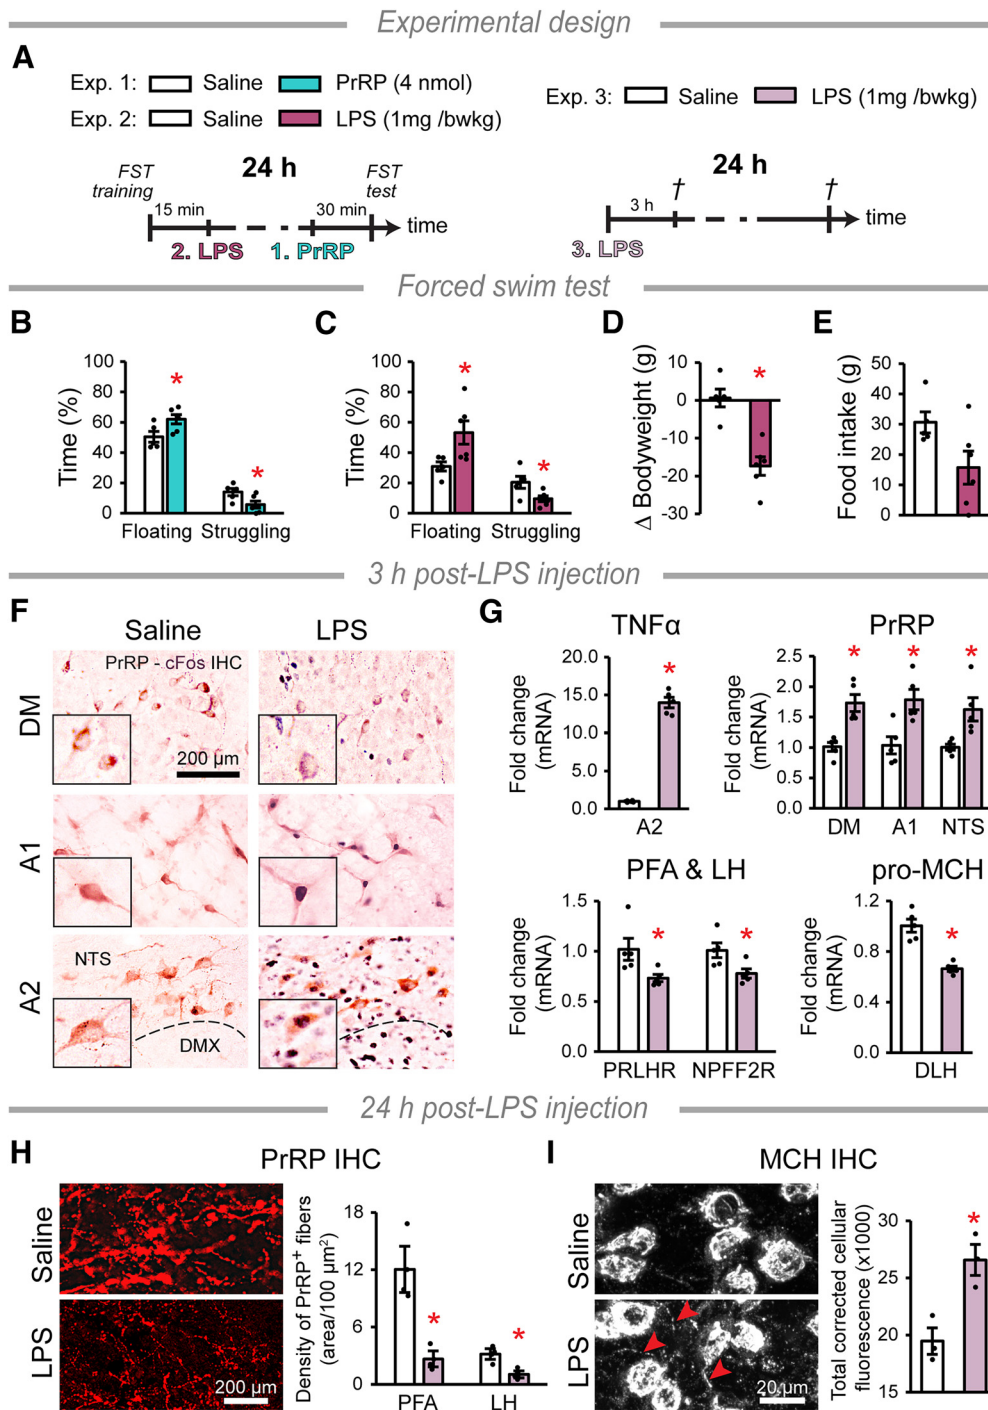 Experimental design
A
Exp. 1: Saline PrRP (4 nmol)
Exp. 2: Saline LPS (1mg /bwkg)
Exp. 3: Saline LPS (1mg /bwkg)
FST training
24 h
FST test
15 min
30 min
time
2. LPS
1. PrRP
24 h
†
†
3 h
time
3. LPS
Forced swim test
B
Time (%)
100
80
60
40
20
0
*
*
Floating
Struggling
C
Time (%)
100
80
60
40
20
0
*
*
Floating
Struggling
D
Δ Bodyweight (g)
10
0
-10
-20
-30
*
E
Food intake (g)
50
40
30
20
10
0
3 h post-LPS injection
F
Saline
LPS
PrRP - cFos IHC
DM
200 µm
A1
A2
NTS
DMX
G
TNFα
Fold change
(mRNA)
20.0
15.0
10.0
5.0
0.0
*
A2
PrRP
Fold change
(mRNA)
2.5
2.0
1.5
1.0
0.5
0.0
*
*
*
DM
A1
NTS
PFA & LH
Fold change
(mRNA)
1.5
1.0
0.5
0.0
*
*
PRLHR
NPFF2R
pro-MCH
Fold change
(mRNA)
1.2
0.8
0.4
0.0
*
DLH
24 h post-LPS injection
H
PrRP IHC
Saline
LPS
200 µm
Density of PrRP+ fibers
(area/100 µm²)
18
12
6
0
*
*
PFA
LH
I
MCH IHC
Saline
LPS
20 µm
Total corrected cellular
fluorescence (x1000)
30
25
20
15
*